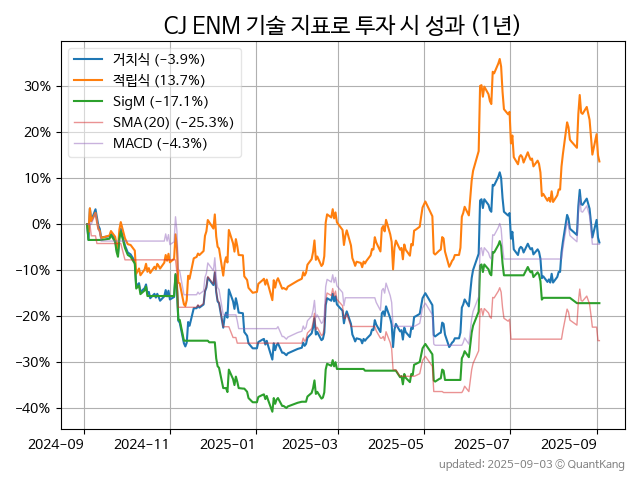 CJ ENM 기술 지표로 투자 시 성과 (1년)
거치식 (−3.9%)
적립식 (13.7%)
SigM (−17.1%)
SMA(20) (−25.3%)
MACD (−4.3%)
30%
20%
10%
0%
−10%
−20%
−30%
−40%
2024−09 2024−11 2025−01 2025−03 2025−05 2025−07 2025−09
updated: 2025-09-03 © QuantKang